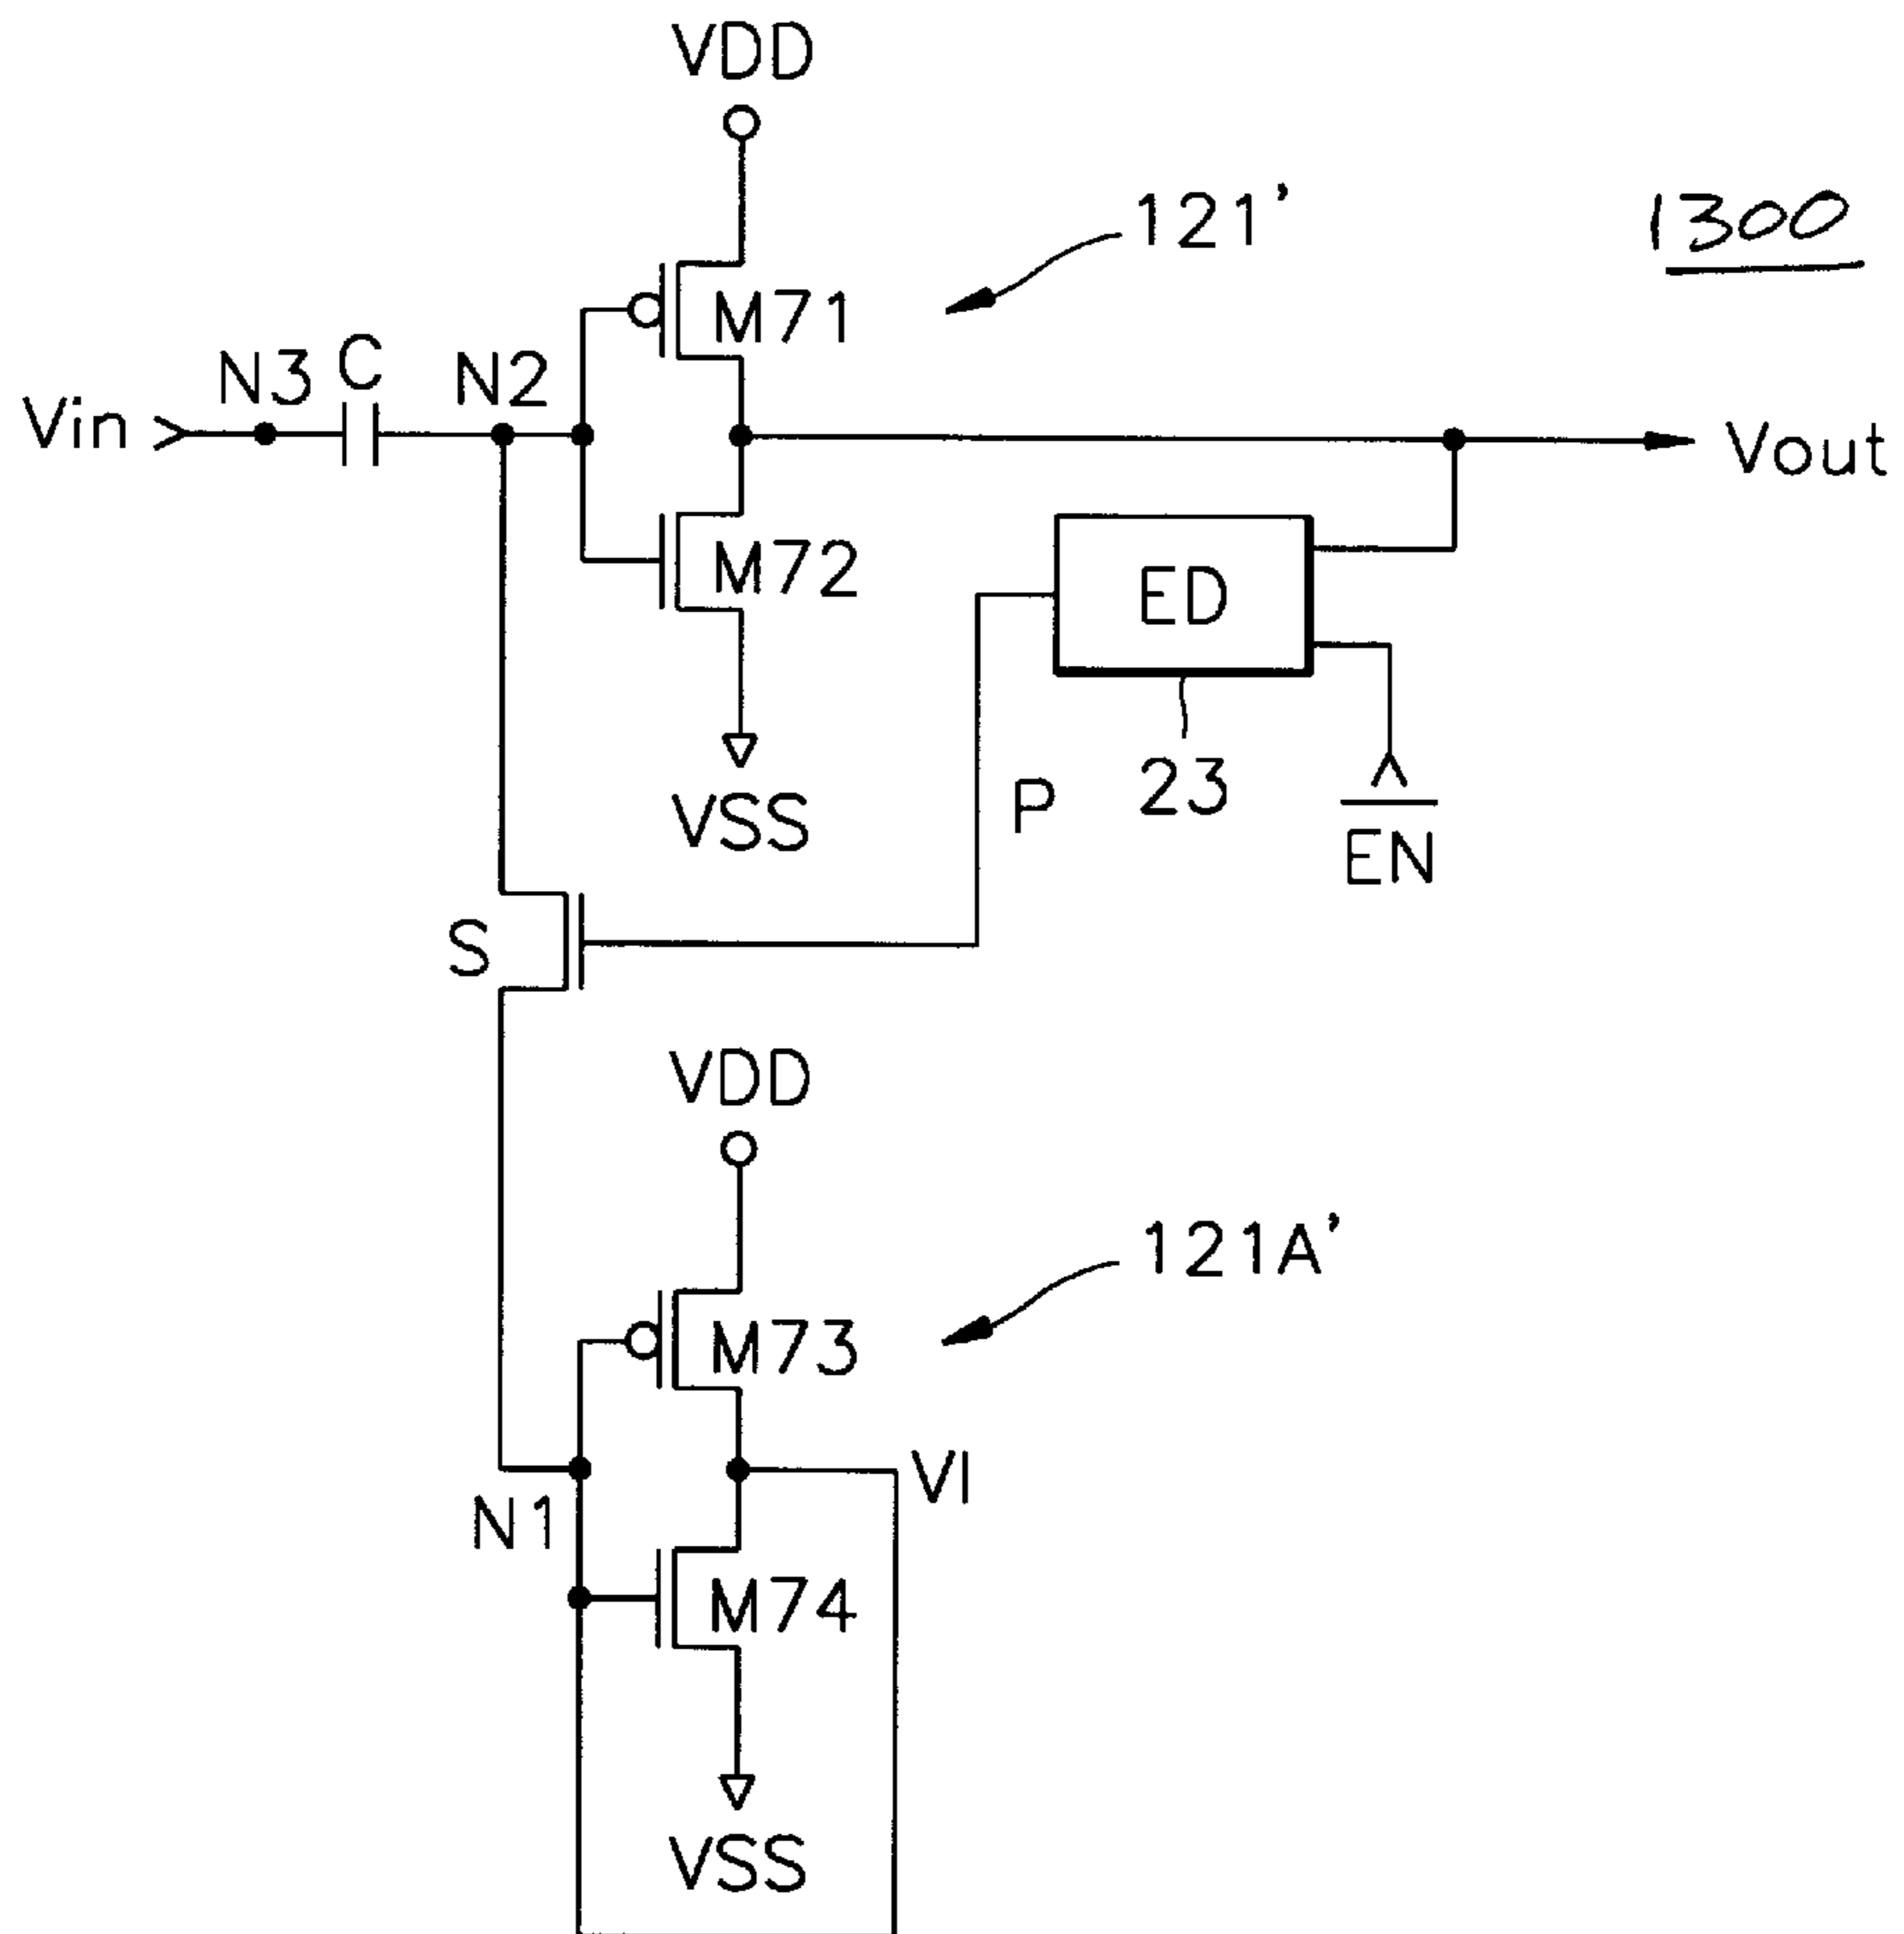 VDD
121’
1300
M71
N3
C
N2
Vin
Vout
M72
ED
23
P
VSS
EN
S
VDD
121A’
M73
VI
N1
M74
VSS